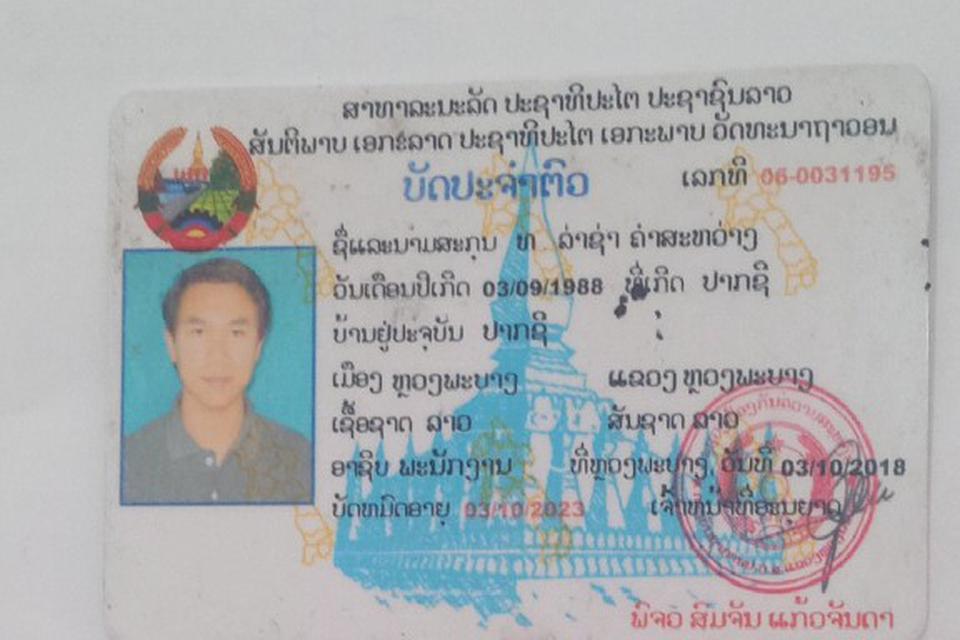 ສາທາລະນະລັດ ປະຊາທິປະໄຕ ປະຊາຊົນລາວ
ສັນຕິພາບ ເອກະລາດ ປະຊາທິປະໄຕ ເອກະພາບ ວັດທະນາຖາວອນ
ບັດປະຈຳຕົວ
ເລກທີ 06-0031195
ຊື່ແລະນາມສະກຸນ ທ ລ່າຊ່າ ຄຳສະຫວ່າງ
ວັນເດືອນປີເກີດ 03/09/1988 ທີ່ເກີດ ປາກຊີ
ບ້ານຢູ່ປະຈຸບັນ ປາກຊີ
ເມືອງ ຫຼວງພະບາງ ແຂວງ ຫຼວງພະບາງ
ເຊື້ອຊາດ ລາວ ສັນຊາດ ລາວ
ອາຊີບ ພະນັກງານ ທີ່ຫຼວງພະບາງ, ວັນທີ 03/10/2018
ບັດຫມົດອາຍຸ 03/10/2023 ເຈົ້າຫນ້າທີ່ອະນຸຍາດ
ພົຈວ ສົມຈັນ ແກ້ວຈັນດາ